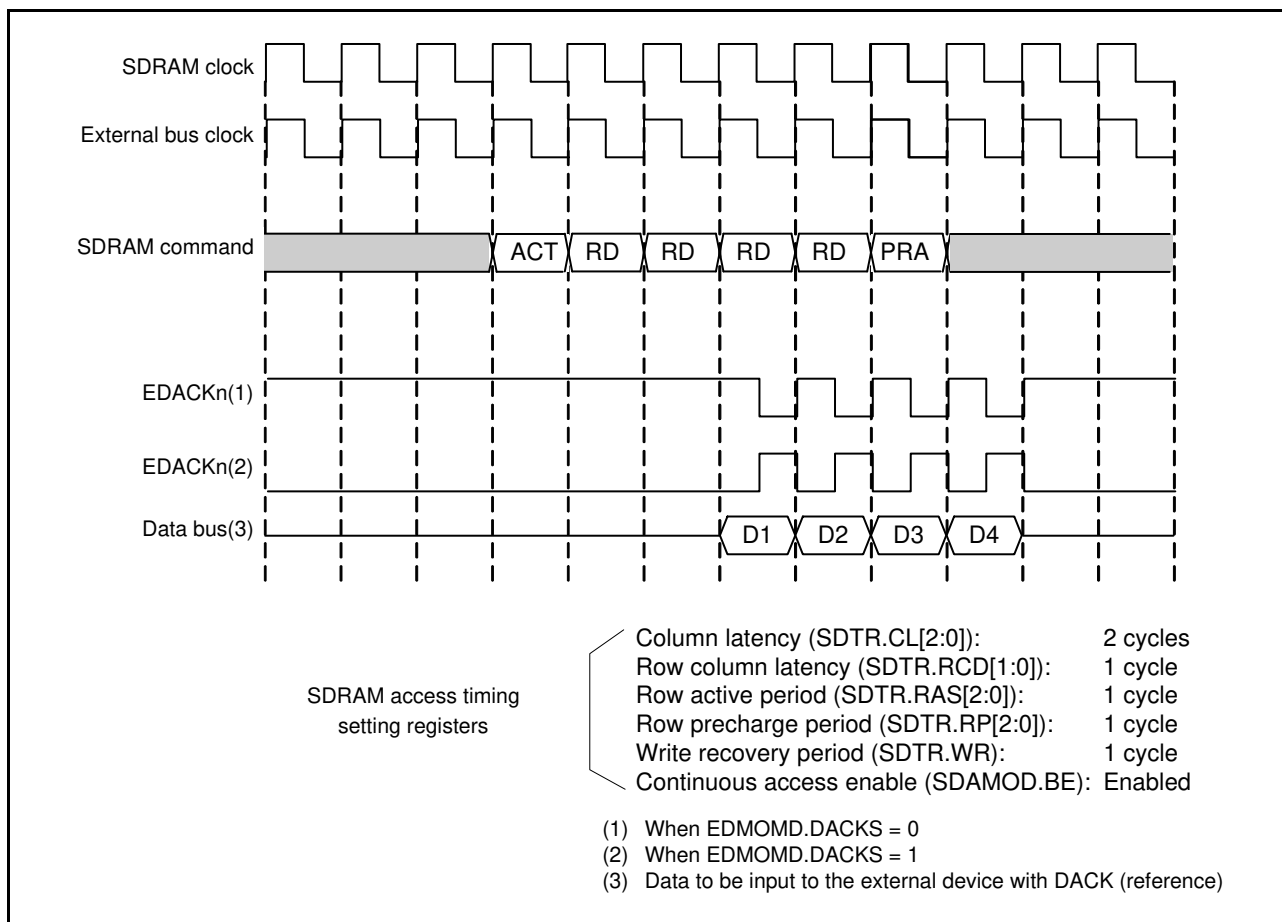 SDRAM clock
External bus clock
SDRAM command
ACT RD RD RD RD PRA
EDACKn(1)
EDACKn(2)
Data bus(3)
D1 D2 D3 D4
SDRAM access timing
setting registers
Column latency (SDTR.CL[2:0]): 2 cycles
Row column latency (SDTR.RCD[1:0]): 1 cycle
Row active period (SDTR.RAS[2:0]): 1 cycle
Row precharge period (SDTR.RP[2:0]): 1 cycle
Write recovery period (SDTR.WR): 1 cycle
Continuous access enable (SDAMOD.BE): Enabled
(1) When EDMOMD.DACKS = 0
(2) When EDMOMD.DACKS = 1
(3) Data to be input to the external device with DACK (reference)